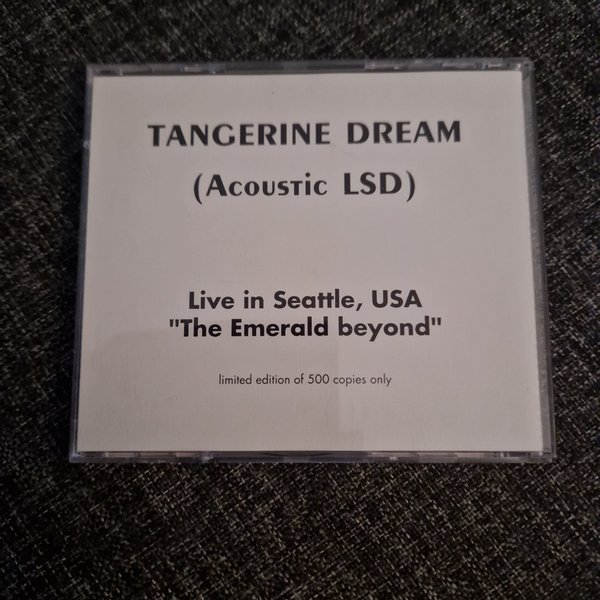 TANGERINE DREAM
(Acoustic LSD)
Live in Seattle, USA
"The Emerald beyond"
limited edition of 500 copies only